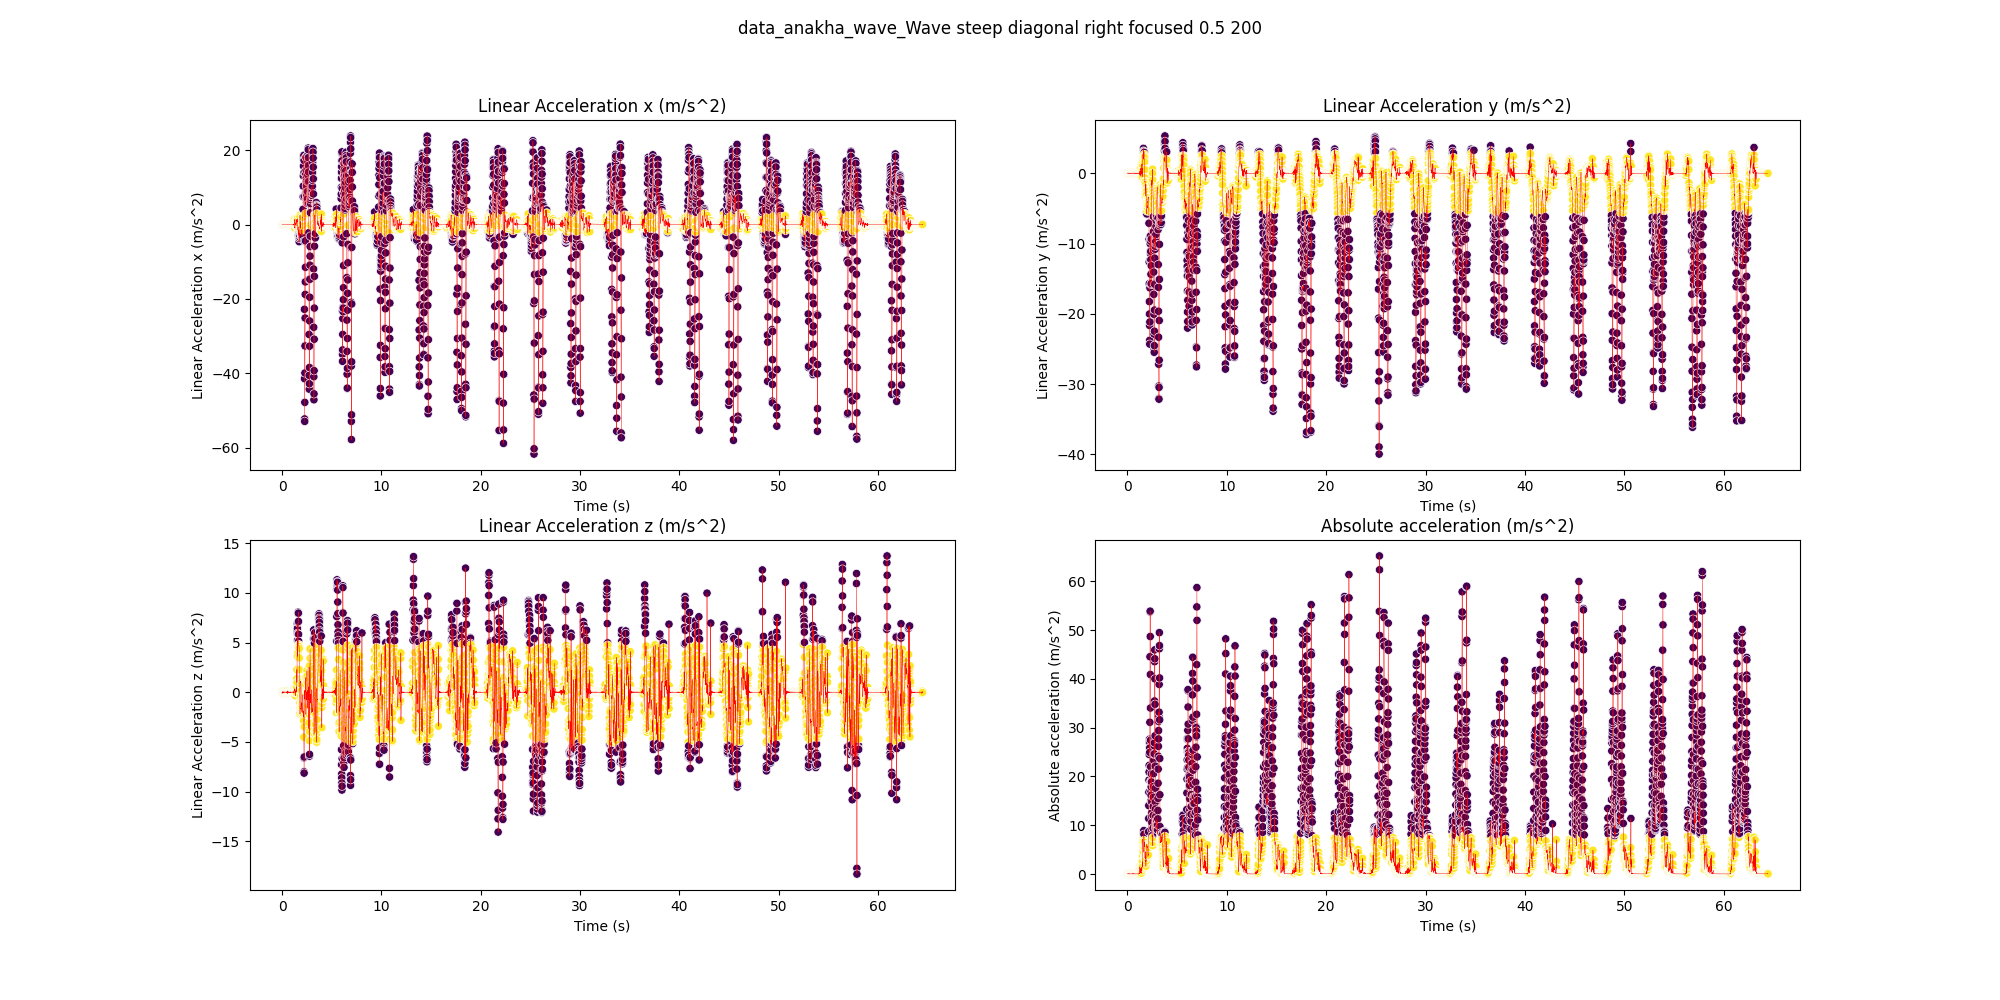 data_anakha_wave_Wave steep diagonal right focused 0.5 200
Linear Acceleration x (m/s^2)
Linear Acceleration x (m/s^2)
20
0
−20
−40
−60
0 10 20 30 40 50 60
Time (s)
Linear Acceleration y (m/s^2)
Linear Acceleration y (m/s^2)
0
−10
−20
−30
−40
0 10 20 30 40 50 60
Time (s)
Linear Acceleration z (m/s^2)
Linear Acceleration z (m/s^2)
15
10
5
0
−5
−10
−15
0 10 20 30 40 50 60
Time (s)
Absolute acceleration (m/s^2)
Absolute acceleration (m/s^2)
60
50
40
30
20
10
0
0 10 20 30 40 50 60
Time (s)